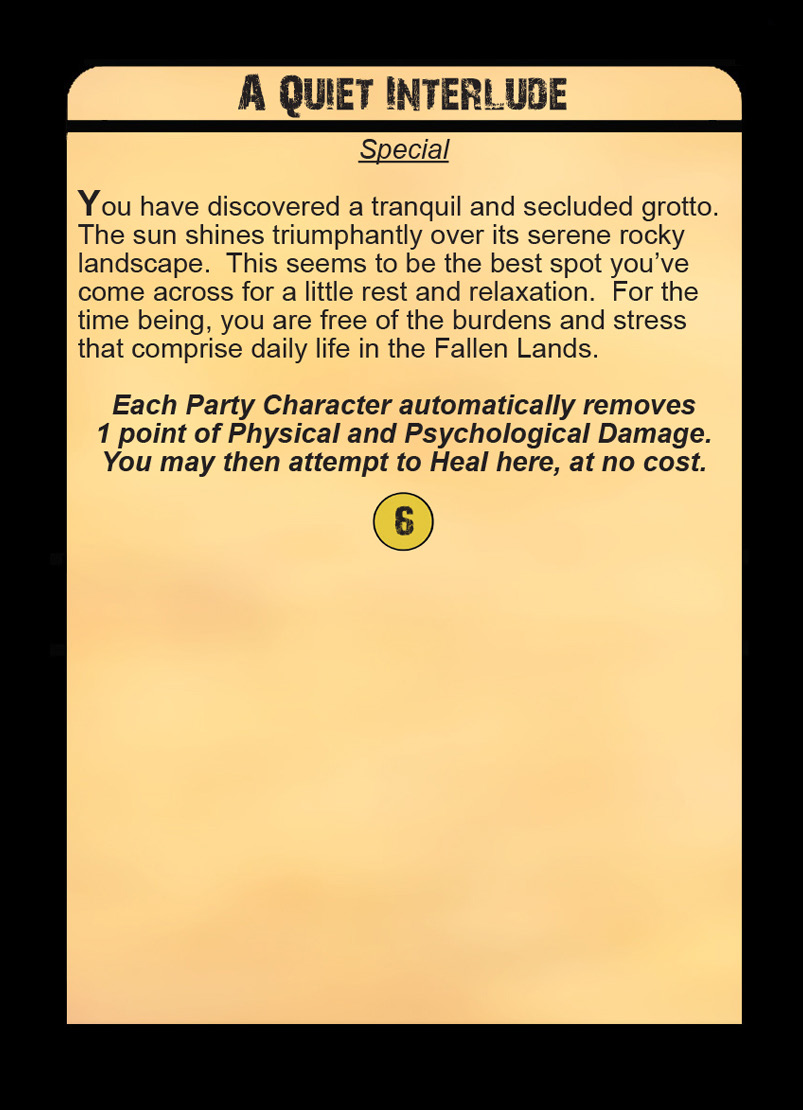 A QUIET INTERLUDE
Special
You have discovered a tranquil and secluded grotto.
The sun shines triumphantly over its serene rocky
landscape.  This seems to be the best spot you’ve
come across for a little rest and relaxation.  For the
time being, you are free of the burdens and stress
that comprise daily life in the Fallen Lands.
Each Party Character automatically removes
1 point of Physical and Psychological Damage.
You may then attempt to Heal here, at no cost.
6